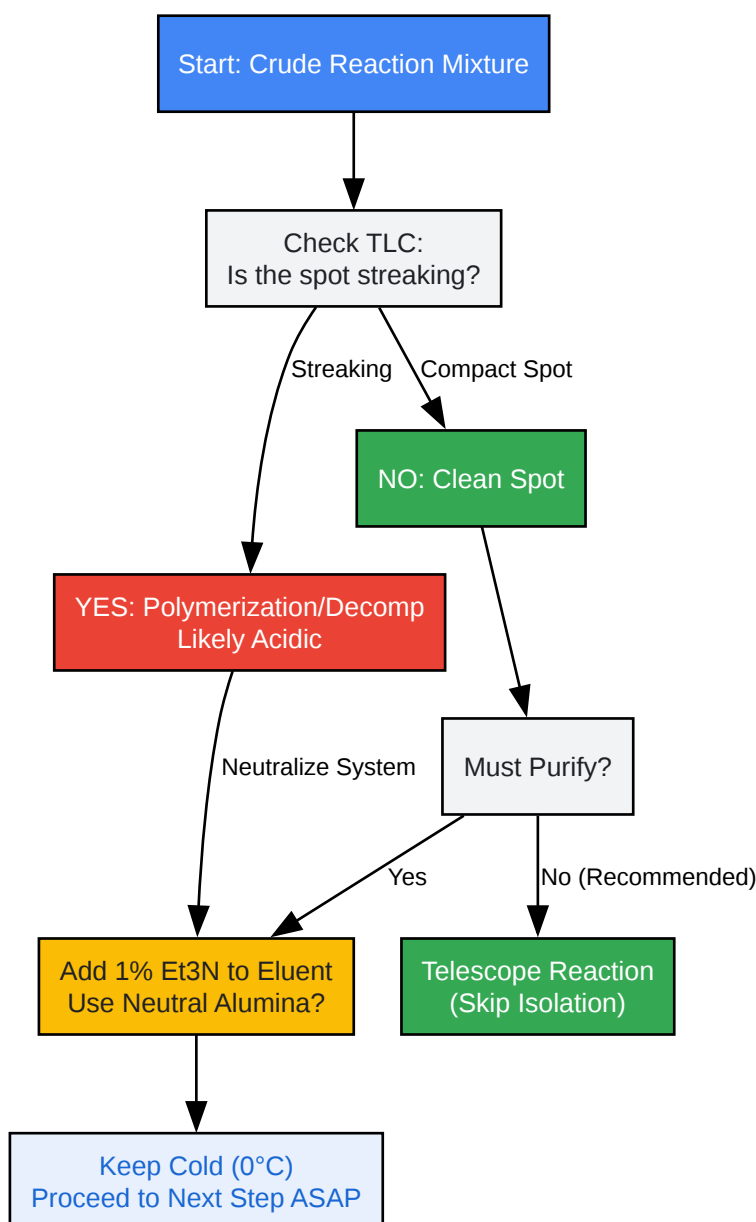 Start: Crude Reaction Mixture
Check TLC:
Is the spot streaking?
Streaking
Compact Spot
NO: Clean Spot
YES: Polymerization/Decomp
Likely Acidic
Neutralize System
Must Purify?
Yes
No (Recommended)
Add 1% Et3N to Eluent
Use Neutral Alumina?
Telescope Reaction
(Skip Isolation)
Keep Cold (0°C)
Proceed to Next Step ASAP